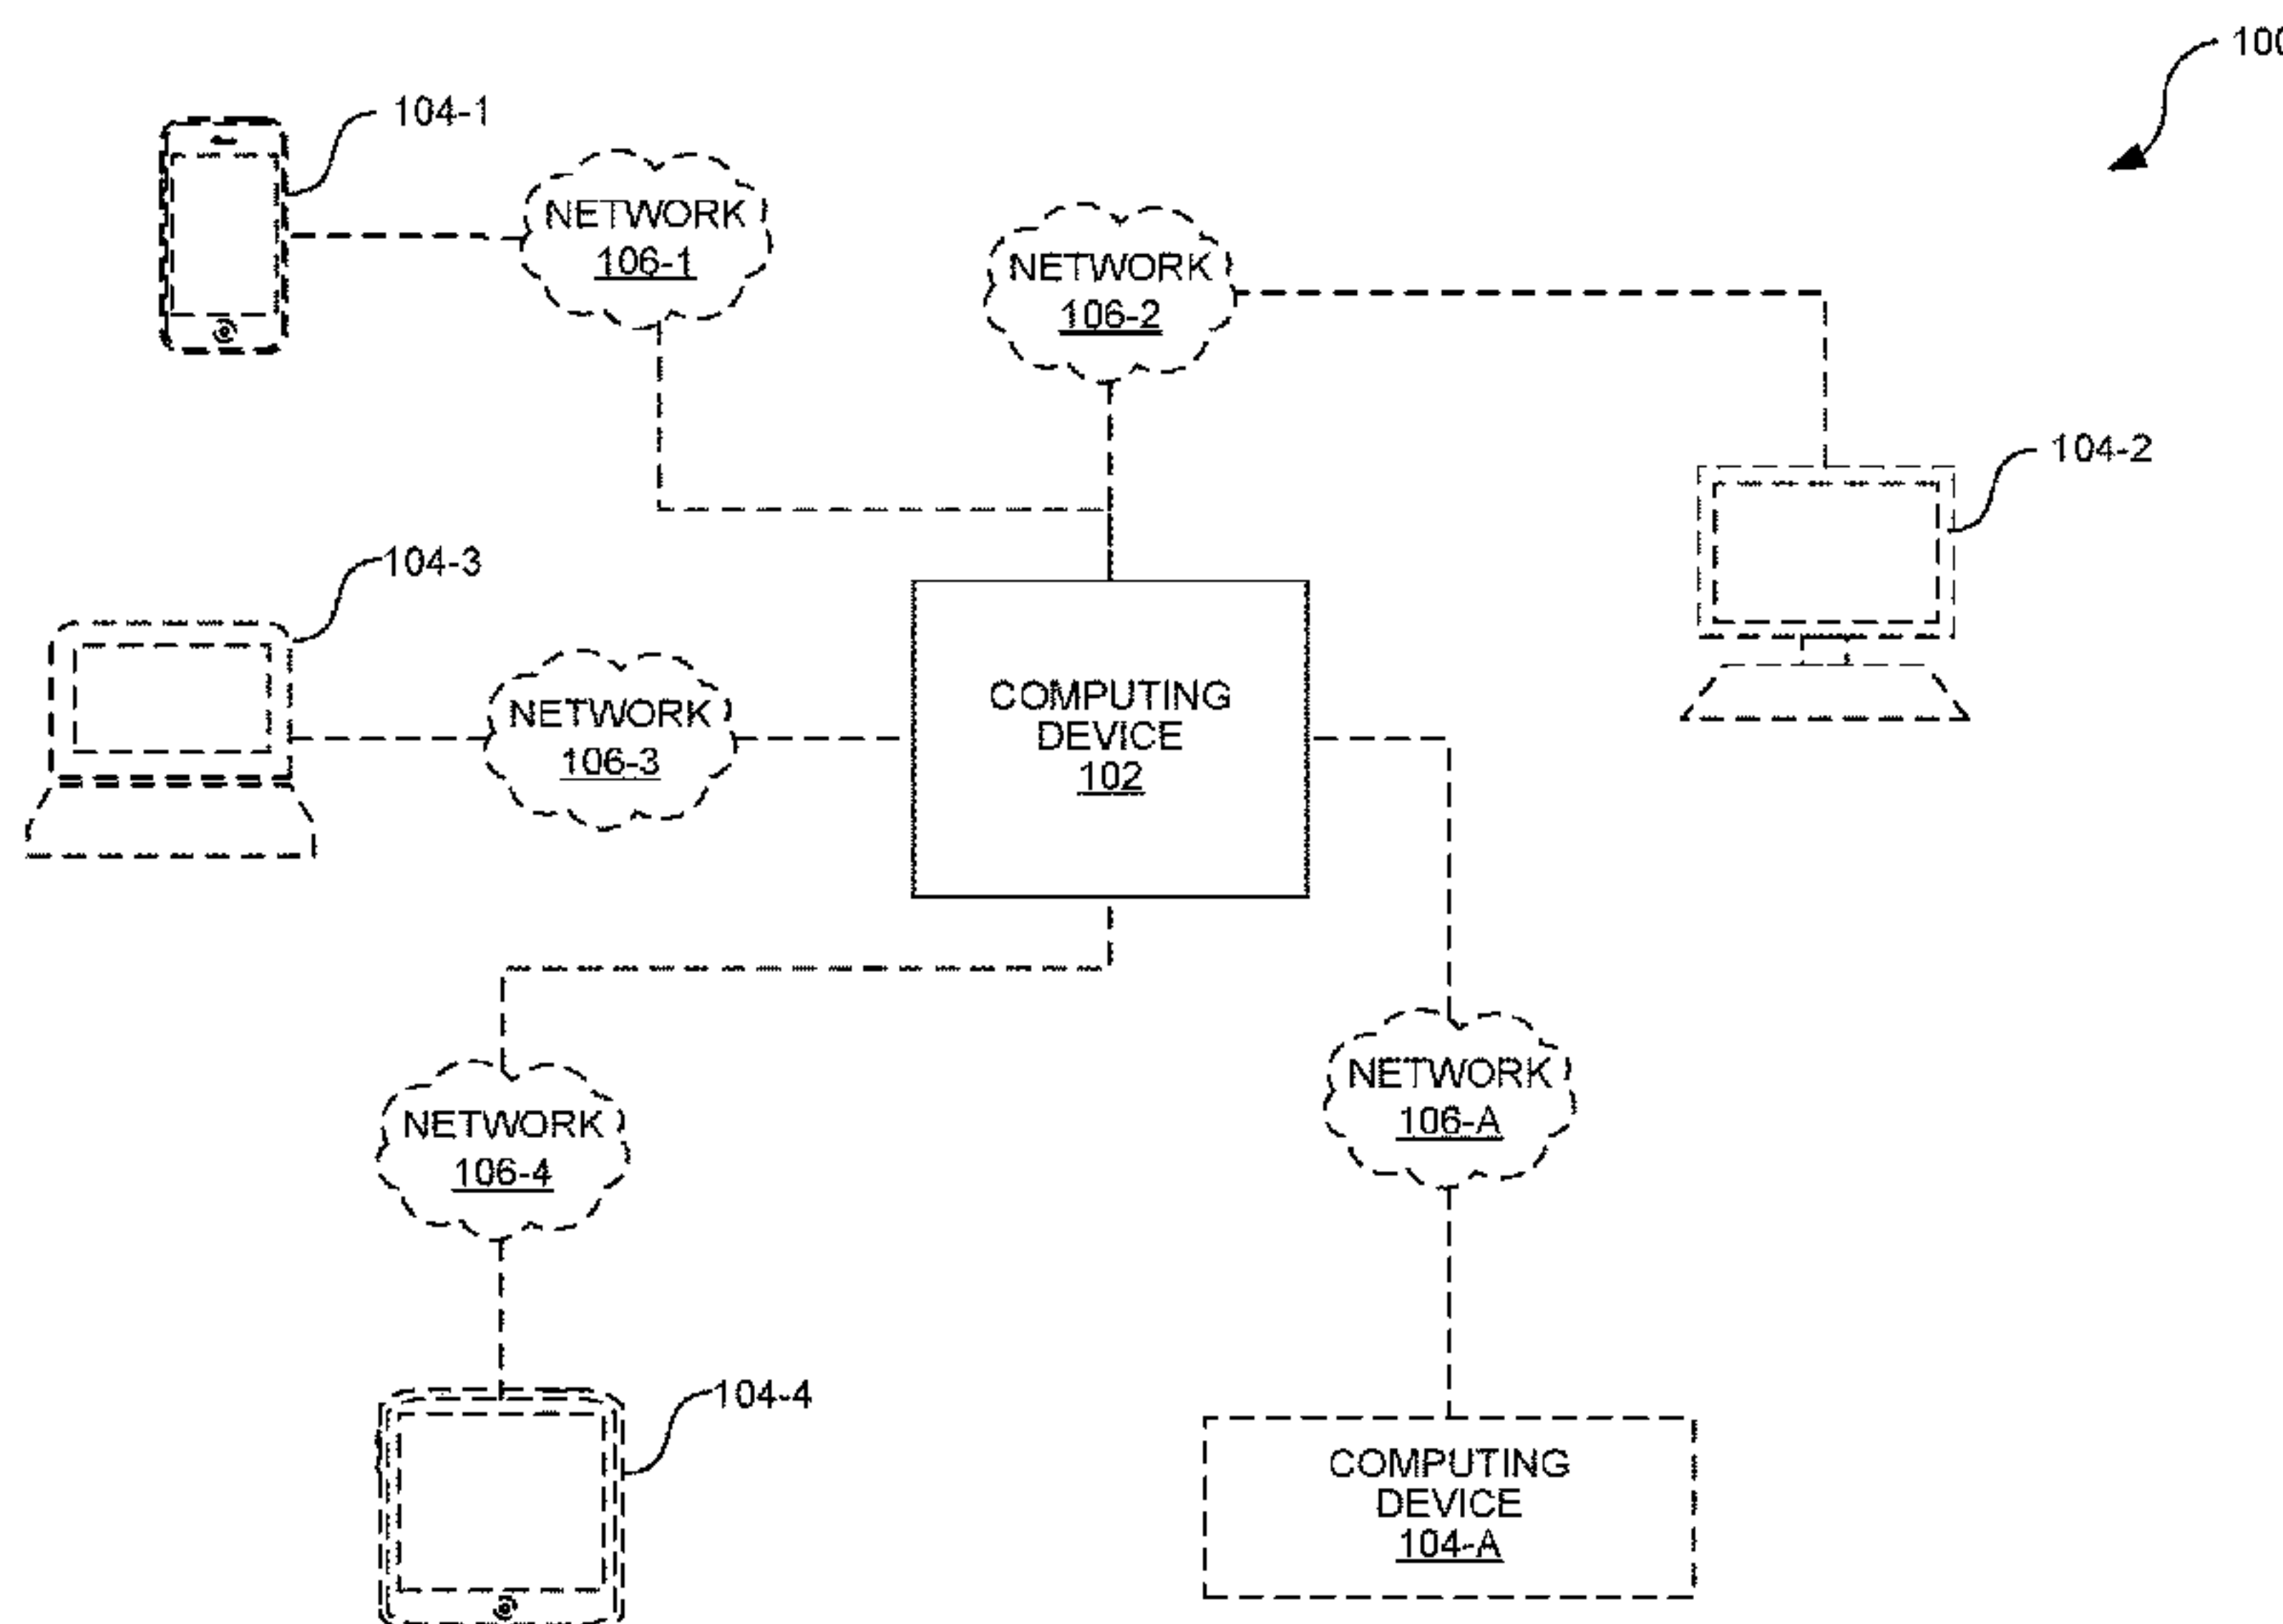 100
104-1
NETWORK
106-1
NETWORK
106-2
104-2
104-3
NETWORK
106-3
COMPUTING
DEVICE
102
NETWORK
106-4
NETWORK
106-A
104-4
COMPUTING
DEVICE
104-A